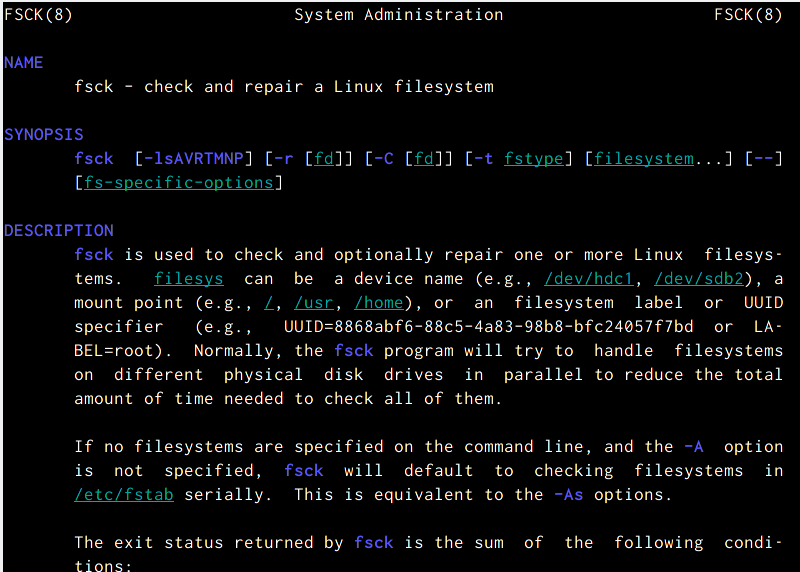 FSCK(8) System Administration FSCK(8)
NAME
fsck - check and repair a Linux filesystem
SYNOPSIS
fsck [-lsAVRTMNP] [-r [fd]] [-C [fd]] [-t fstype] [filesystem...] [--]
[fs-specific-options]
DESCRIPTION
fsck is used to check and optionally repair one or more Linux filesys-
tems. filesys can be a device name (e.g., /dev/hdc1, /dev/sdb2), a
mount point (e.g., /, /usr, /home), or an filesystem label or UUID
specifier (e.g., UUID=8868abf6-88c5-4a83-98b8-bfc24057f7bd or LA-
BEL=root). Normally, the fsck program will try to handle filesystems
on different physical disk drives in parallel to reduce the total
amount of time needed to check all of them.
If no filesystems are specified on the command line, and the -A option
is not specified, fsck will default to checking filesystems in
/etc/fstab serially. This is equivalent to the -As options.
The exit status returned by fsck is the sum of the following condi-
tions: